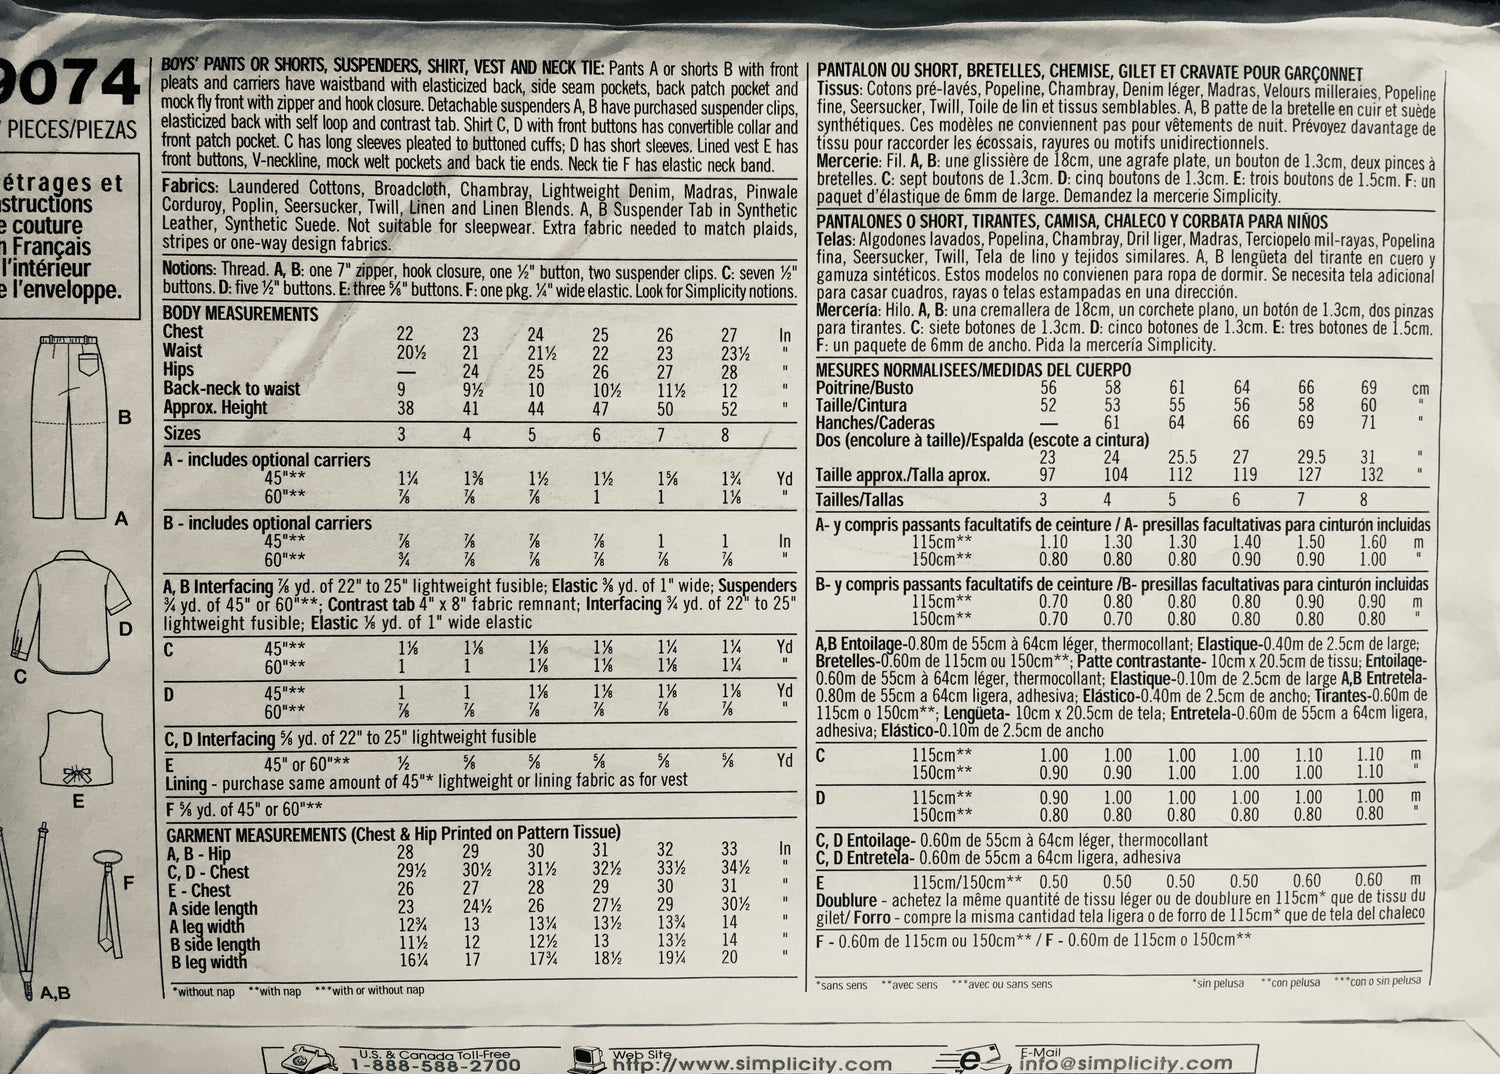 9074
PIECES/PIEZAS
étrages et
structions
e couture
n Français
l'intérieur
e l'enveloppe.
B
A
D
C
E
F
A,B
BOYS' PANTS OR SHORTS, SUSPENDERS, SHIRT, VEST AND NECK TIE: Pants A or shorts B with front
pleats and carriers have waistband with elasticized back, side seam pockets, back patch pocket and
mock fly front with zipper and hook closure. Detachable suspenders A, B have purchased suspender clips,
elasticized back with self loop and contrast tab. Shirt C, D with front buttons has convertible collar and
front patch pocket. C has long sleeves pleated to buttoned cuffs; D has short sleeves. Lined vest E has
front buttons, V-neckline, mock welt pockets and back tie ends. Neck tie F has elastic neck band.
Fabrics: Laundered Cottons, Broadcloth, Chambray, Lightweight Denim, Madras, Pinwale
Corduroy, Poplin, Seersucker, Twill, Linen and Linen Blends. A, B Suspender Tab in Synthetic
Leather, Synthetic Suede. Not suitable for sleepwear. Extra fabric needed to match plaids,
stripes or one-way design fabrics.
Notions: Thread. A, B: one 7" zipper, hook closure, one ½" button, two suspender clips. C: seven ½"
buttons. D: five ½" buttons. E: three ⅝" buttons. F: one pkg. ¼" wide elastic. Look for Simplicity notions.
BODY MEASUREMENTS
Chest 22 23 24 25 26 27 In
Waist 20½ 21 21½ 22 23 23½ "
Hips — 24 25 26 27 28 "
Back-neck to waist 9 9½ 10 10½ 11½ 12 "
Approx. Height 38 41 44 47 50 52 "
Sizes 3 4 5 6 7 8
A - includes optional carriers
45"** 1¼ 1⅜ 1½ 1½ 1⅝ 1¾ Yd
60"** ⅞ ⅞ ⅞ 1 1 1⅛ "
B - includes optional carriers
45"** ⅞ ⅞ ⅞ ⅞ 1 1 In
60"** ¾ ⅞ ⅞ ⅞ ⅞ ⅞ "
A, B Interfacing ⅞ yd. of 22" to 25" lightweight fusible; Elastic ⅜ yd. of 1" wide; Suspenders
¾ yd. of 45" or 60"**; Contrast tab 4" x 8" fabric remnant; Interfacing ¾ yd. of 22" to 25"
lightweight fusible; Elastic ⅛ yd. of 1" wide elastic
C 45"** 1⅛ 1⅛ 1⅛ 1⅛ 1¼ 1¼ Yd
60"** 1 1 1⅛ 1⅛ 1⅛ 1¼ "
D 45"** 1 1 1⅛ 1⅛ 1⅛ 1⅛ Yd
60"** ⅞ ⅞ ⅞ ⅞ ⅞ ⅞ "
C, D Interfacing ⅝ yd. of 22" to 25" lightweight fusible
E 45" or 60"** ½ ⅝ ⅝ ⅝ ⅝ ⅝ Yd
Lining - purchase same amount of 45"* lightweight or lining fabric as for vest
F ⅝ yd. of 45" or 60"**
GARMENT MEASUREMENTS (Chest & Hip Printed on Pattern Tissue)
A, B - Hip 28 29 30 31 32 33 In
C, D - Chest 29½ 30½ 31½ 32½ 33½ 34½ "
E - Chest 26 27 28 29 30 31 "
A side length 23 24½ 26 27½ 29 30½ "
A leg width 12¾ 13 13¼ 13½ 13¾ 14 "
B side length 11½ 12 12½ 13 13½ 14 "
B leg width 16¼ 17 17¾ 18½ 19¼ 20 "
*without nap **with nap ***with or without nap
PANTALON OU SHORT, BRETELLES, CHEMISE, GILET ET CRAVATE POUR GARÇONNET
Tissus: Cotons pré-lavés, Popeline, Chambray, Denim léger, Madras, Velours milleraies, Popeline
fine, Seersucker, Twill, Toile de lin et tissus semblables. A, B patte de la bretelle en cuir et suède
synthétiques. Ces modèles ne conviennent pas pour vêtements de nuit. Prévoyez davantage de
tissu pour raccorder les écossais, rayures ou motifs unidirectionnels.
Mercerie: Fil. A, B: une glissière de 18cm, une agrafe plate, un bouton de 1.3cm, deux pinces à
bretelles. C: sept boutons de 1.3cm. D: cinq boutons de 1.3cm. E: trois boutons de 1.5cm. F: un
paquet d'élastique de 6mm de large. Demandez la mercerie Simplicity.
PANTALONES O SHORT, TIRANTES, CAMISA, CHALECO Y CORBATA PARA NIÑOS
Telas: Algodones lavados, Popelina, Chambray, Dril liger, Madras, Terciopelo mil-rayas, Popelina
fina, Seersucker, Twill, Tela de lino y tejidos similares. A, B lengüeta del tirante en cuero y
gamuza sintéticos. Estos modelos no convienen para ropa de dormir. Se necesita tela adicional
para casar cuadros, rayas o telas estampadas en una dirección.
Mercería: Hilo. A, B: una cremallera de 18cm, un corchete plano, un botón de 1.3cm, dos pinzas
para tirantes. C: siete botones de 1.3cm. D: cinco botones de 1.3cm. E: tres botones de 1.5cm.
F: un paquete de 6mm de ancho. Pida la mercería Simplicity.
MESURES NORMALISEES/MEDIDAS DEL CUERPO
Poitrine/Busto 56 58 61 64 66 69 cm
Taille/Cintura 52 53 55 56 58 60 "
Hanches/Caderas — 61 64 66 69 71 "
Dos (encolure à taille)/Espalda (escote a cintura)
23 24 25.5 27 29.5 31 "
Taille approx./Talla aprox. 97 104 112 119 127 132 "
Tailles/Tallas 3 4 5 6 7 8
A- y compris passants facultatifs de ceinture / A- presillas facultativas para cinturón incluidas
115cm** 1.10 1.30 1.30 1.40 1.50 1.60 m
150cm** 0.80 0.80 0.80 0.90 0.90 1.00 "
B- y compris passants facultatifs de ceinture /B- presillas facultativas para cinturón incluidas
115cm** 0.70 0.80 0.80 0.80 0.90 0.90 m
150cm** 0.70 0.70 0.80 0.80 0.80 0.80 "
A,B Entoilage-0.80m de 55cm à 64cm léger, thermocollant; Elastique-0.40m de 2.5cm de large;
Bretelles-0.60m de 115cm ou 150cm**; Patte contrastante- 10cm x 20.5cm de tissu; Entoilage-
0.60m de 55cm à 64cm léger, thermocollant; Elastique-0.10m de 2.5cm de large A,B Entretela-
0.80m de 55cm a 64cm ligera, adhesiva; Elástico-0.40m de 2.5cm de ancho; Tirantes-0.60m de
115cm o 150cm**; Lengüeta- 10cm x 20.5cm de tela; Entretela-0.60m de 55cm a 64cm ligera,
adhesiva; Elástico-0.10m de 2.5cm de ancho
C 115cm** 1.00 1.00 1.00 1.00 1.10 1.10 m
150cm** 0.90 0.90 1.00 1.00 1.00 1.10 "
D 115cm** 0.90 1.00 1.00 1.00 1.00 1.00 m
150cm** 0.80 0.80 0.80 0.80 0.80 0.80 "
C, D Entoilage- 0.60m de 55cm à 64cm léger, thermocollant
C, D Entretela- 0.60m de 55cm a 64cm ligera, adhesiva
E 115cm/150cm** 0.50 0.50 0.50 0.50 0.60 0.60 m
Doublure - achetez la même quantité de tissu léger ou de doublure en 115cm* que de tissu du
gilet/ Forro - compre la misma cantidad tela ligera o de forro de 115cm* que de tela del chaleco
F - 0.60m de 115cm ou 150cm** / F - 0.60m de 115cm o 150cm**
*sans sens **avec sens ***avec ou sans sens *sin pelusa **con pelusa ***con o sin pelusa
U.S. & Canada Toll-Free
1-888-588-2700
Web Site
http://www.simplicity.com
E-Mail
info@simplicity.com